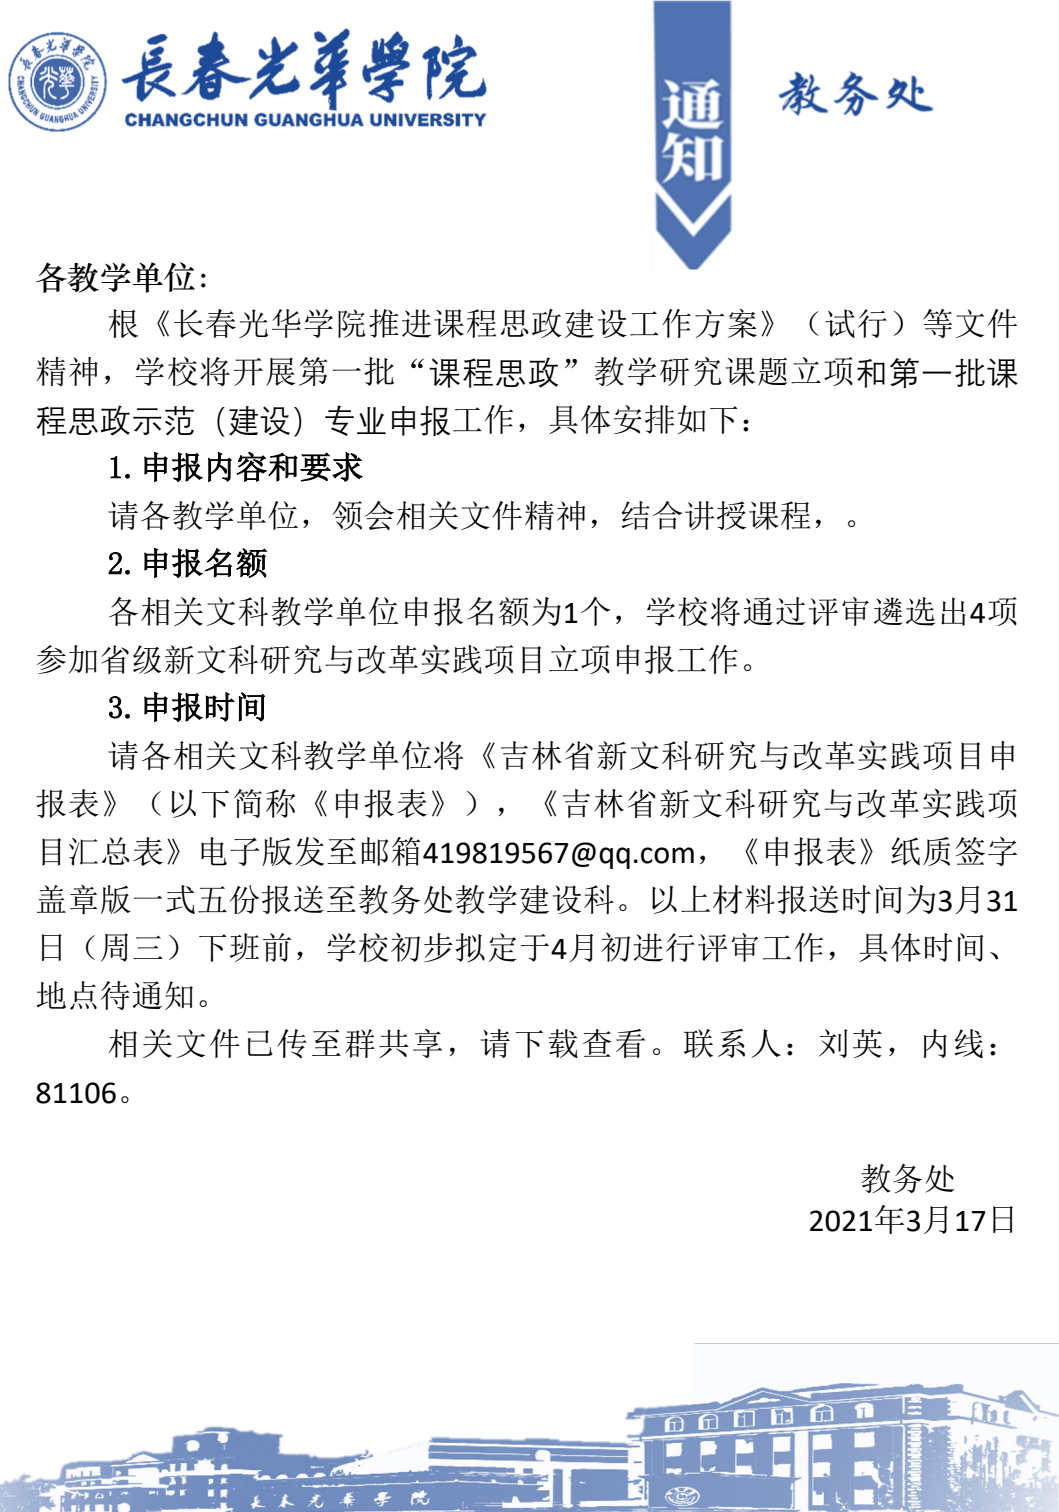 長春光華學院
CHANGCHUN GUANGHUA UNIVERSITY
通知
教务处
各教学单位：
根《长春光华学院推进课程思政建设工作方案》（试行）等文件
精神，学校将开展第一批“课程思政”教学研究课题立项和第一批课
程思政示范（建设）专业申报工作，具体安排如下：
1.申报内容和要求
请各教学单位，领会相关文件精神，结合讲授课程，。
2.申报名额
各相关文科教学单位申报名额为1个，学校将通过评审遴选出4项
参加省级新文科研究与改革实践项目立项申报工作。
3.申报时间
请各相关文科教学单位将《吉林省新文科研究与改革实践项目申
报表》（以下简称《申报表》），《吉林省新文科研究与改革实践项
目汇总表》电子版发至邮箱419819567@qq.com，《申报表》纸质签字
盖章版一式五份报送至教务处教学建设科。以上材料报送时间为3月31
日（周三）下班前，学校初步拟定于4月初进行评审工作，具体时间、
地点待通知。
相关文件已传至群共享，请下载查看。联系人：刘英，内线：
81106。
教务处
2021年3月17日
長春光華學院